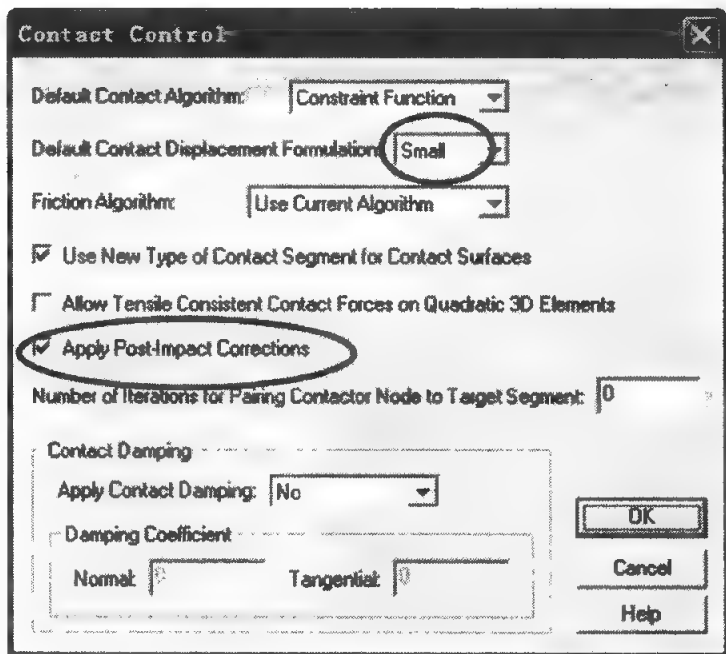 Contact Control
Default Contact Algorithm: Constraint Function
Default Contact Displacement Formulation: Small
Friction Algorithm: Use Current Algorithm
Use New Type of Contact Segment for Contact Surfaces
Allow Tensile Consistent Contact Forces on Quadratic 3D Elements
Apply Post-Impact Corrections
Number of Iterations for Pairing Contactor Node to Target Segment: 0
Contact Damping
Apply Contact Damping: No
Damping Coefficient
Normal: 0 Tangential: 0
OK
Cancel
Help